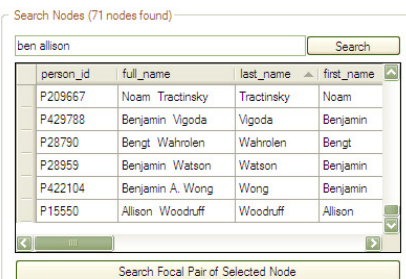 Search Nodes (71 nodes found)
ben allison Search
person_id full_name last_name first_name
P209667 Noam Tractinsky Tractinsky Noam
P429788 Benjamin Vigoda Vigoda Benjamin
P28790 Bengt Wahrolen Wahrolen Bengt
P28959 Benjamin Watson Watson Benjamin
P422104 Benjamin A. Wong Wong Benjamin
P15550 Allison Woodruff Woodruff Allison
Search Focal Pair of Selected Node